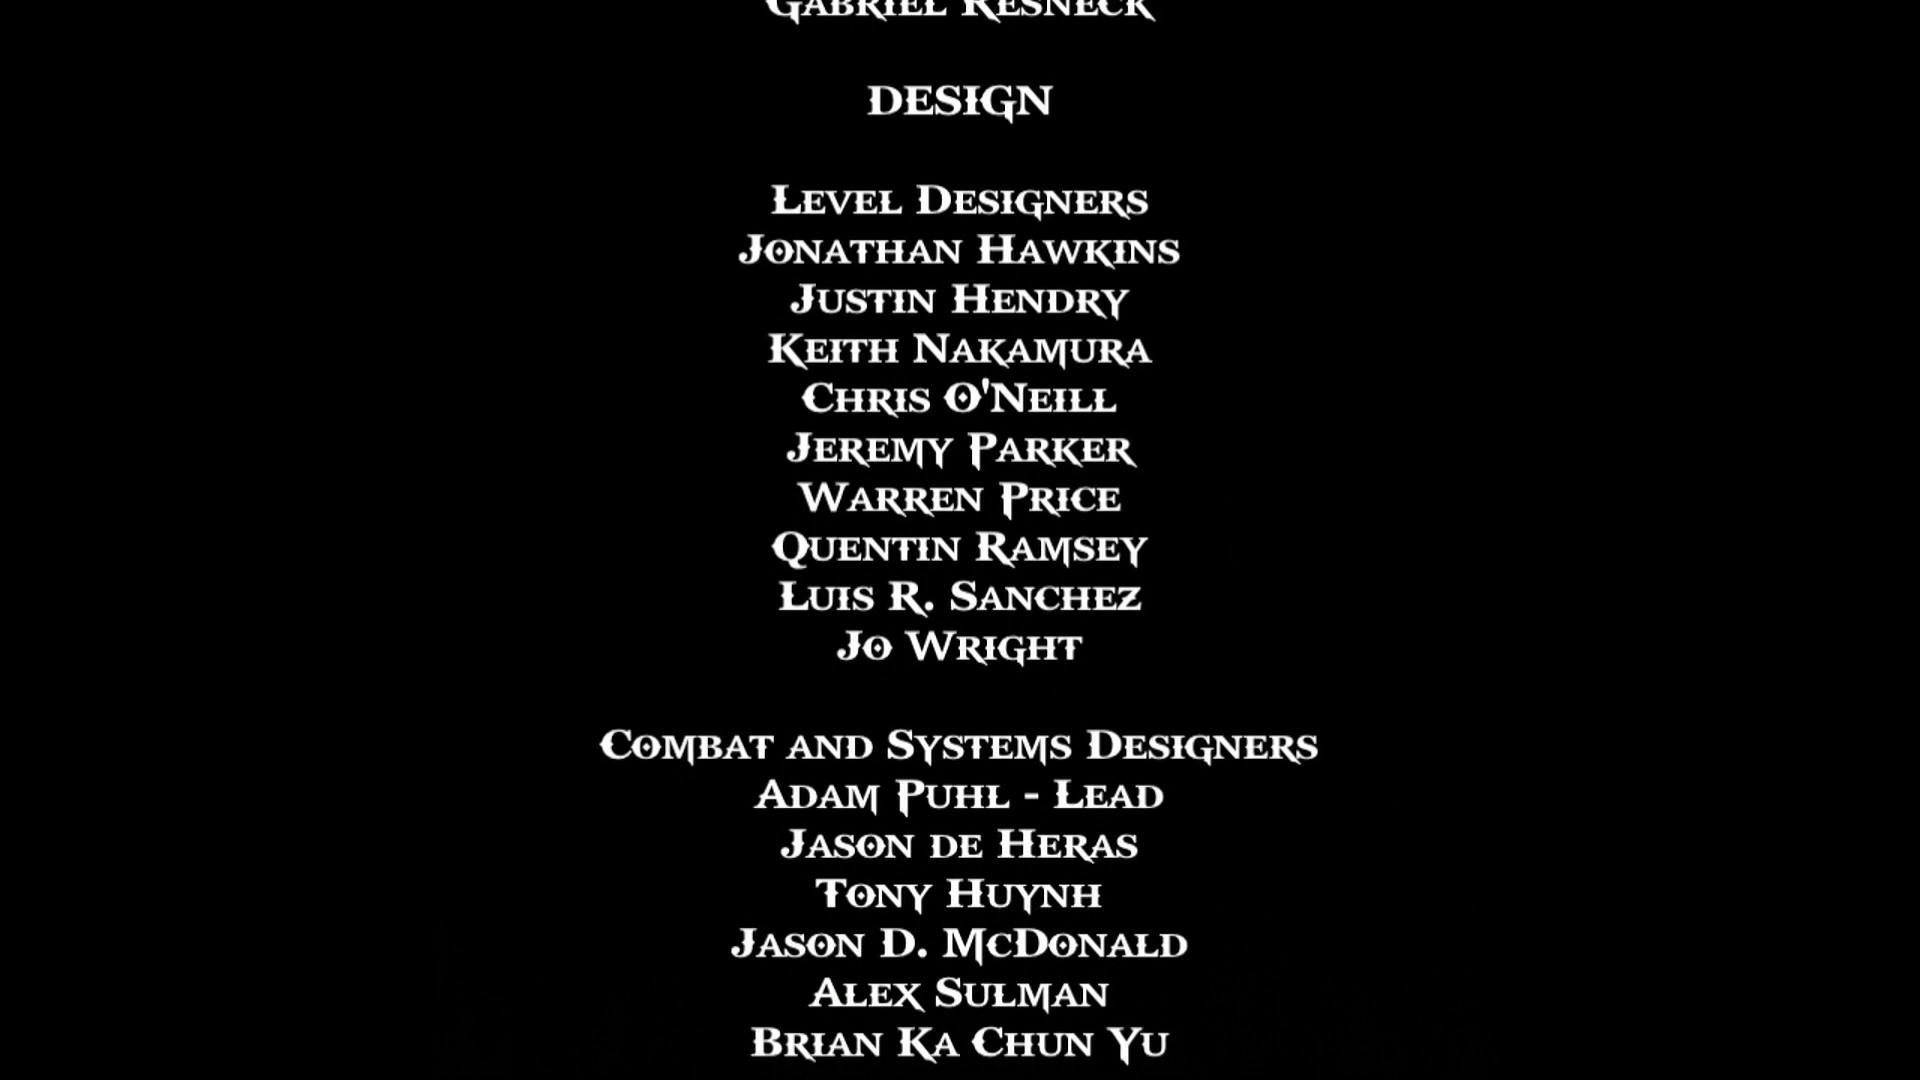 Gabriel Resneck
DESIGN
Level Designers
Jonathan Hawkins
Justin Hendry
Keith Nakamura
Chris O'Neill
Jeremy Parker
Warren Price
Quentin Ramsey
Luis R. Sanchez
Jo Wright
Combat and Systems Designers
Adam Puhl - Lead
Jason de Heras
Tony Huynh
Jason D. McDonald
Alex Sulman
Brian Ka Chun Yu